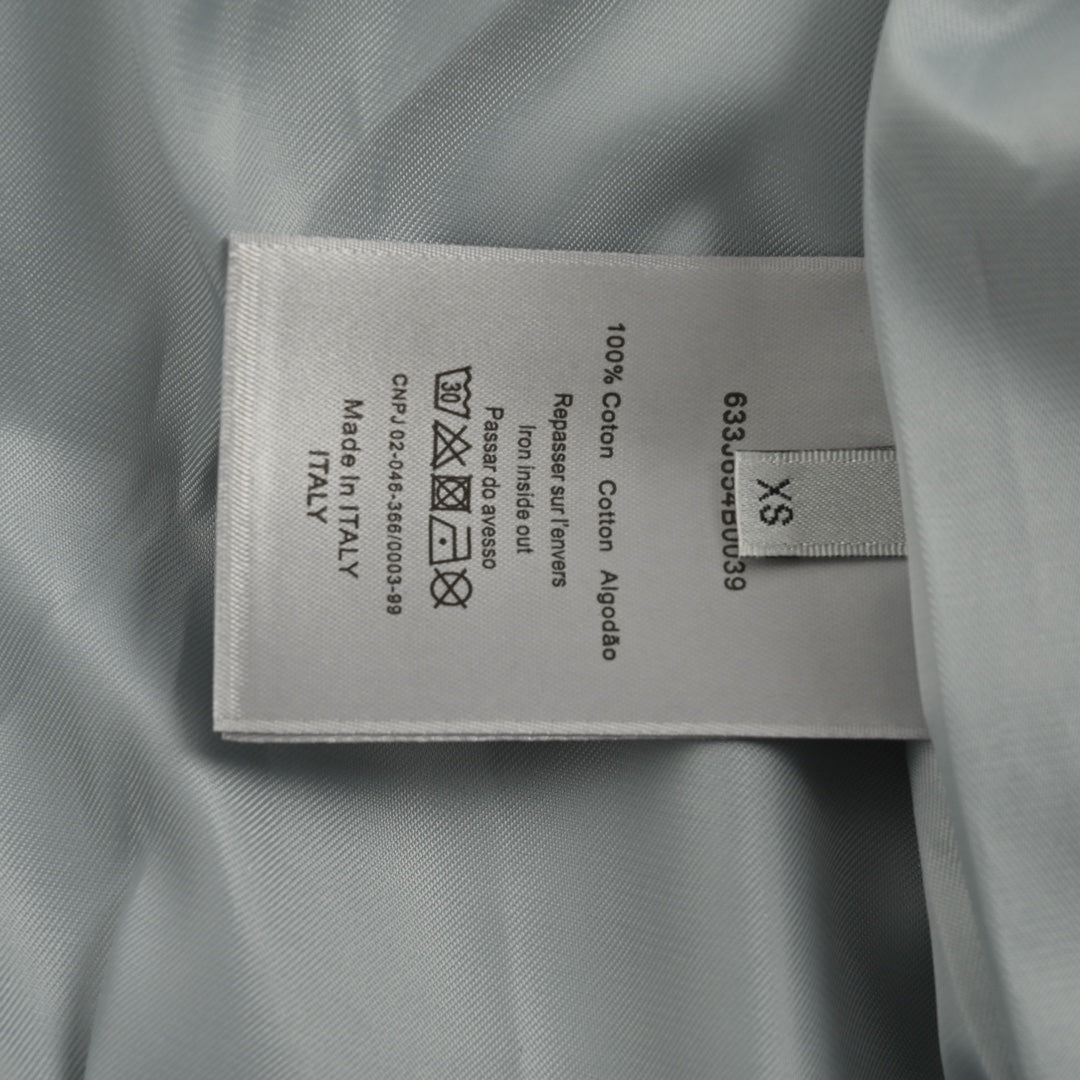 XS
100% Coton Cotton Algodão
Repasser sur l'envers
Iron inside out
Passar do avesso
30
CNPJ 02-046-366/0003-99
Made In ITALY
ITALY